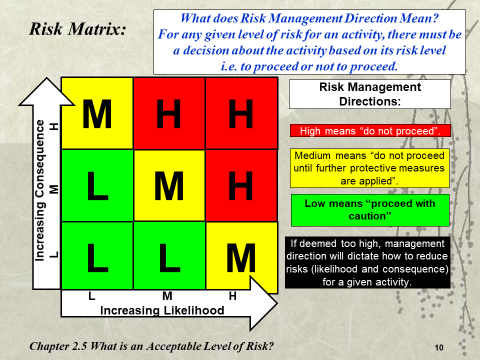 Risk Matrix:
What does Risk Management Direction Mean?
For any given level of risk for an activity, there must be
a decision about the activity based on its risk level
i.e. to proceed or not to proceed.
Increasing Consequence
H
M
L
M H H
L M H
L L M
L M H
Increasing Likelihood
Risk Management
Directions:
High means “do not proceed”.
Medium means “do not proceed
until further protective measures
are applied”.
Low means “proceed with
caution”
If deemed too high, management
direction will dictate how to reduce
risks (likelihood and consequence)
for a given activity.
Chapter 2.5 What is an Acceptable Level of Risk?
10